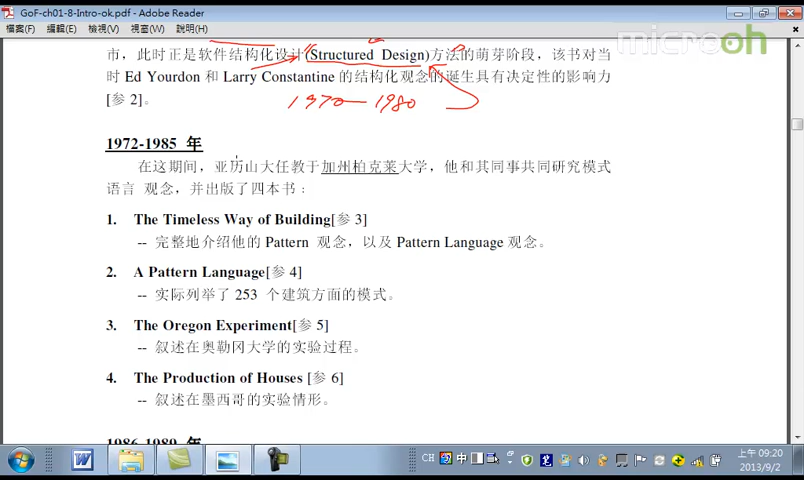 GoF-ch01-8-Intro-ok.pdf - Adobe Reader
檔案(F) 編輯(E) 檢視(V) 視窗(W) 說明(H)
microoh
市，此时正是软件结构化设计(Structured Design)方法的萌芽阶段，该书对当
时 Ed Yourdon 和 Larry Constantine 的结构化观念的诞生具有决定性的影响力
[参 2]。
1970—1980
1972-1985 年
在这期间，亚历山大任教于加州柏克莱大学，他和其同事共同研究模式
语言 观念，并出版了四本书：
1. The Timeless Way of Building[参 3]
-- 完整地介绍他的 Pattern 观念，以及 Pattern Language 观念。
2. A Pattern Language[参 4]
-- 实际列举了 253 个建筑方面的模式。
3. The Oregon Experiment[参 5]
-- 叙述在奥勒冈大学的实验过程。
4. The Production of Houses [参 6]
-- 叙述在墨西哥的实验情形。
1986-1989 年
CH 中
上午 09:20
2013/9/2